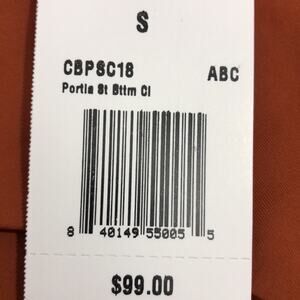 S
CBPSC18 ABC
Portia St Bttm Cl
8 40149 55005 5
$99.00